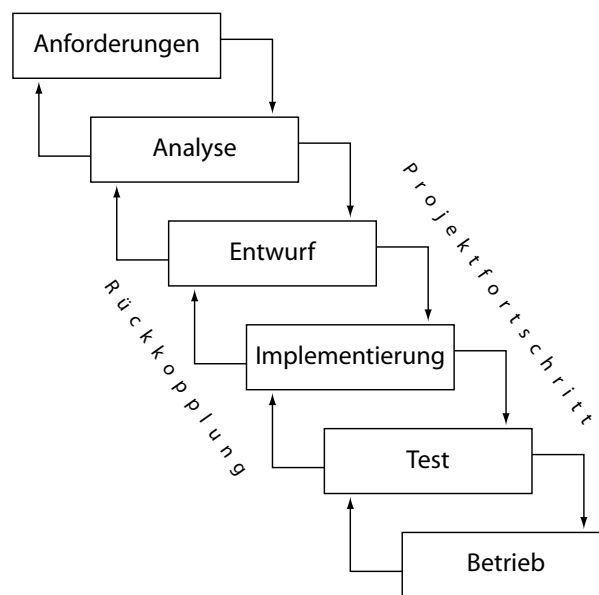 Anforderungen
Analyse
Projektfortschritt
Entwurf
Rückkopplung
Implementierung
Test
Betrieb